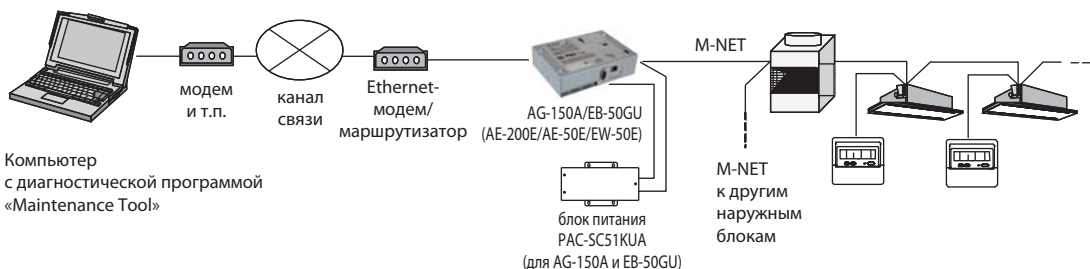 модем
и т.п.
канал
связи
Ethernet-
модем/
маршрутизатор
AG-150A/EB-50GU
(AE-200E/AE-50E/EW-50E)
M-NET
Компьютер
с диагностической программой
«Maintenance Tool»
блок питания
PAC-SC51KUA
(для AG-150A и EB-50GU)
M-NET
к другим
наружным
блокам